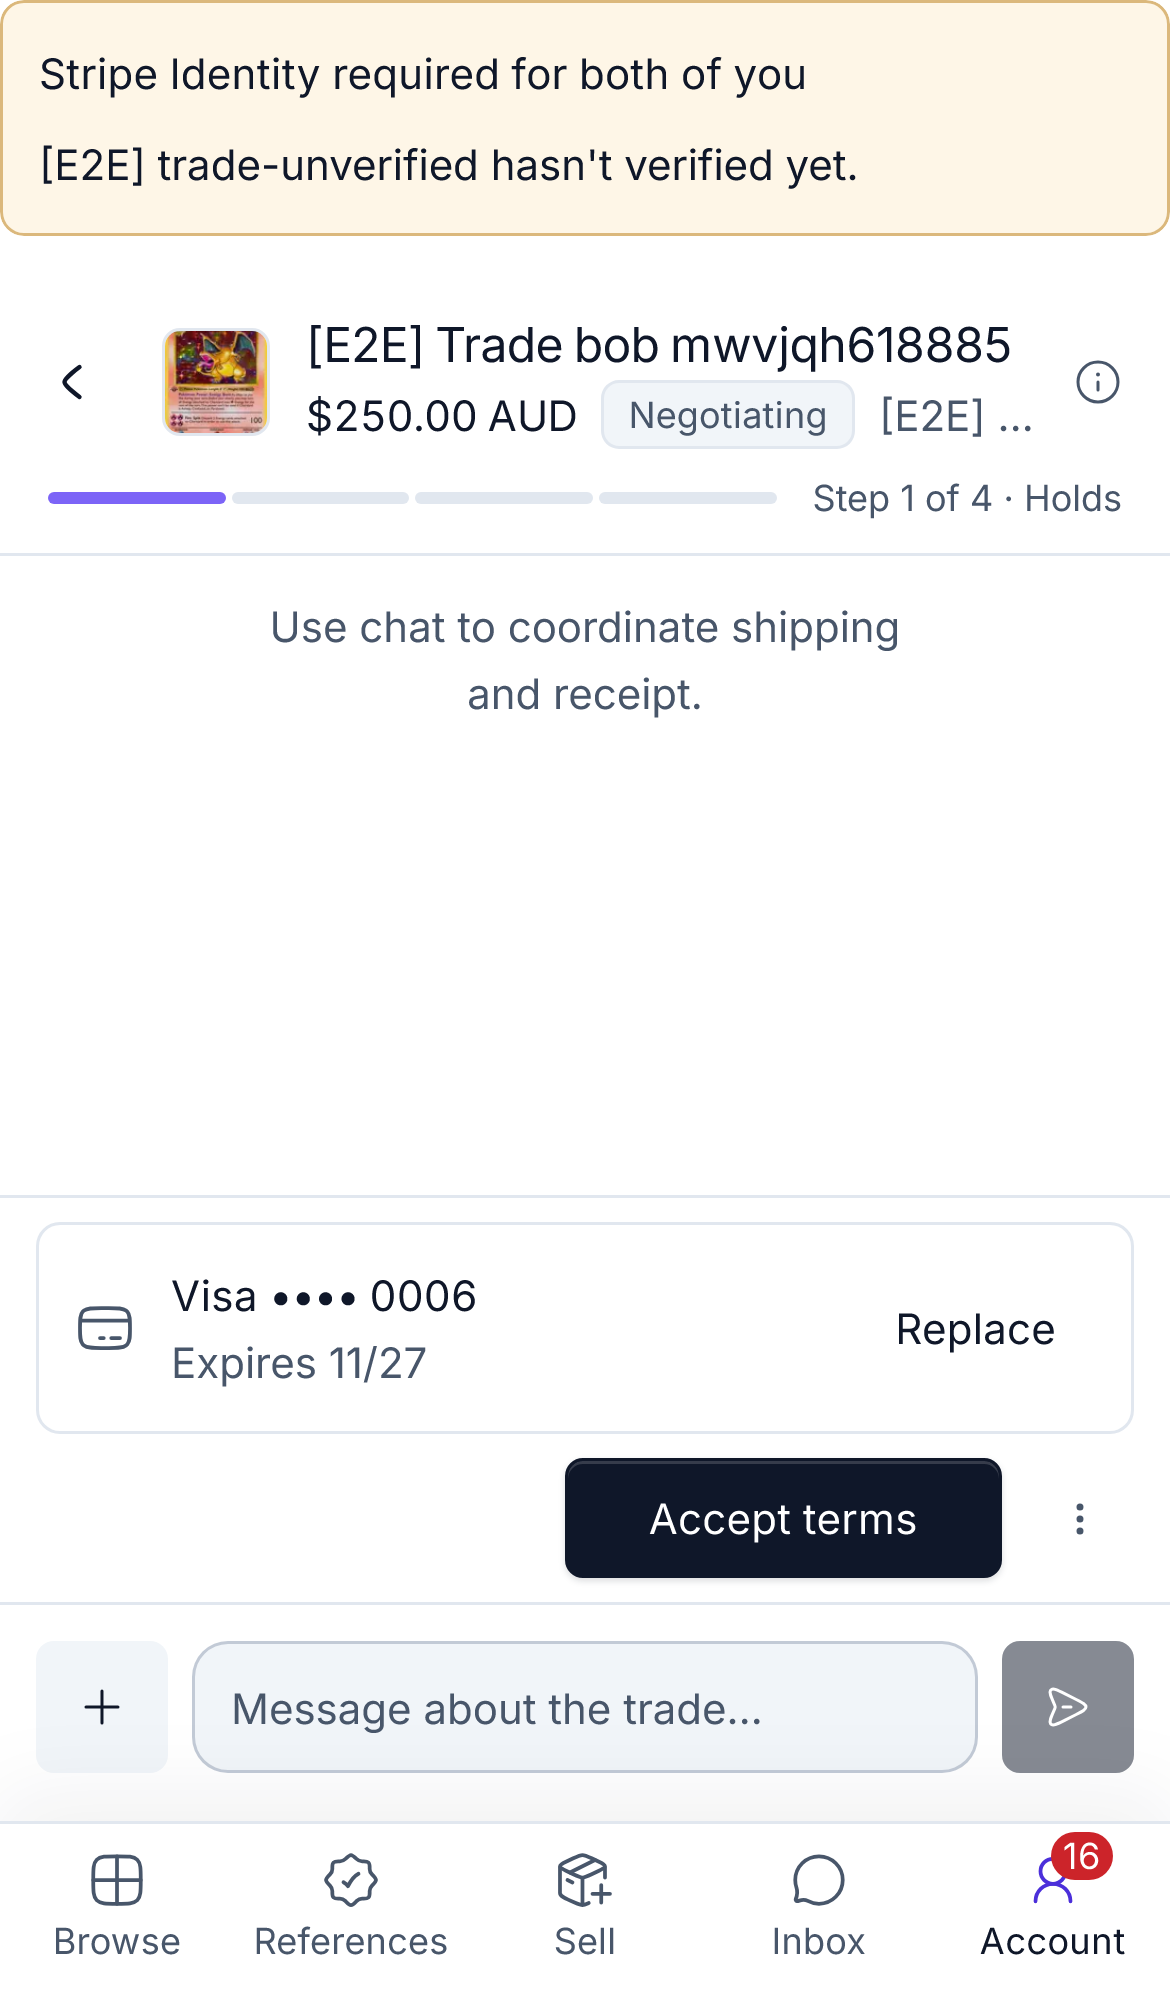 Stripe Identity required for both of you
[E2E] trade-unverified hasn't verified yet.
[E2E] Trade bob mwvjqh618885
$250.00 AUD Negotiating [E2E] ...
Step 1 of 4 · Holds
Use chat to coordinate shipping
and receipt.
Visa •••• 0006
Expires 11/27
Replace
Accept terms
Message about the trade...
16
Browse References Sell Inbox Account